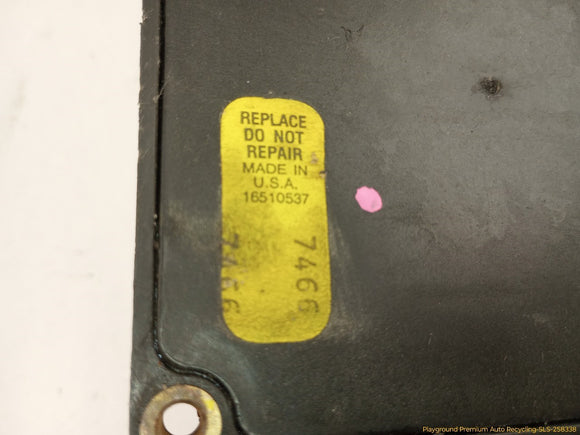 REPLACE
DO NOT
REPAIR
MADE IN
U.S.A.
16510537
7466
7466
Playground Premium Auto Recycling-SLS-258338